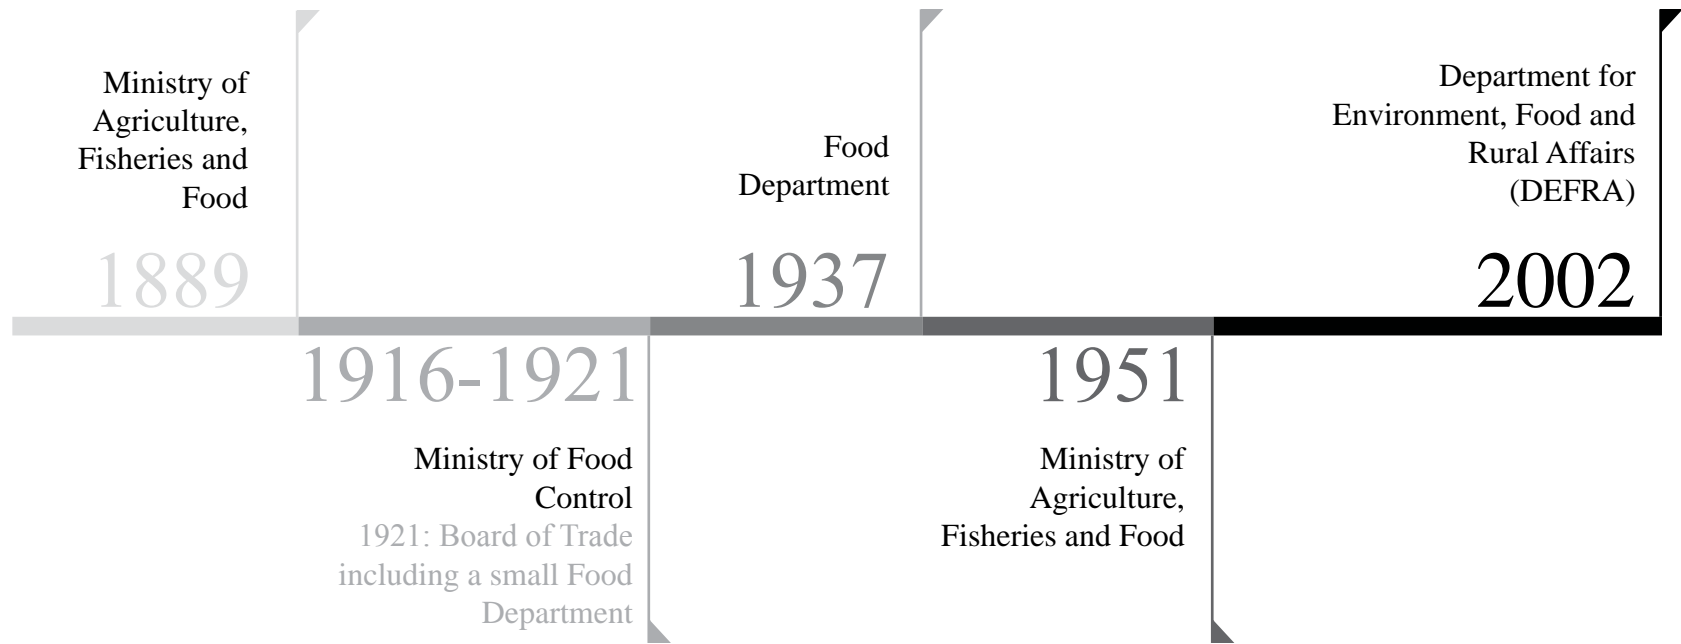 Ministry of
Agriculture,
Fisheries and
Food
1889
1916-1921
Ministry of Food
Control
1921: Board of Trade
including a small Food
Department
Food
Department
1937
1951
Ministry of
Agriculture,
Fisheries and Food
Department for
Environment, Food and
Rural Affairs
(DEFRA)
2002